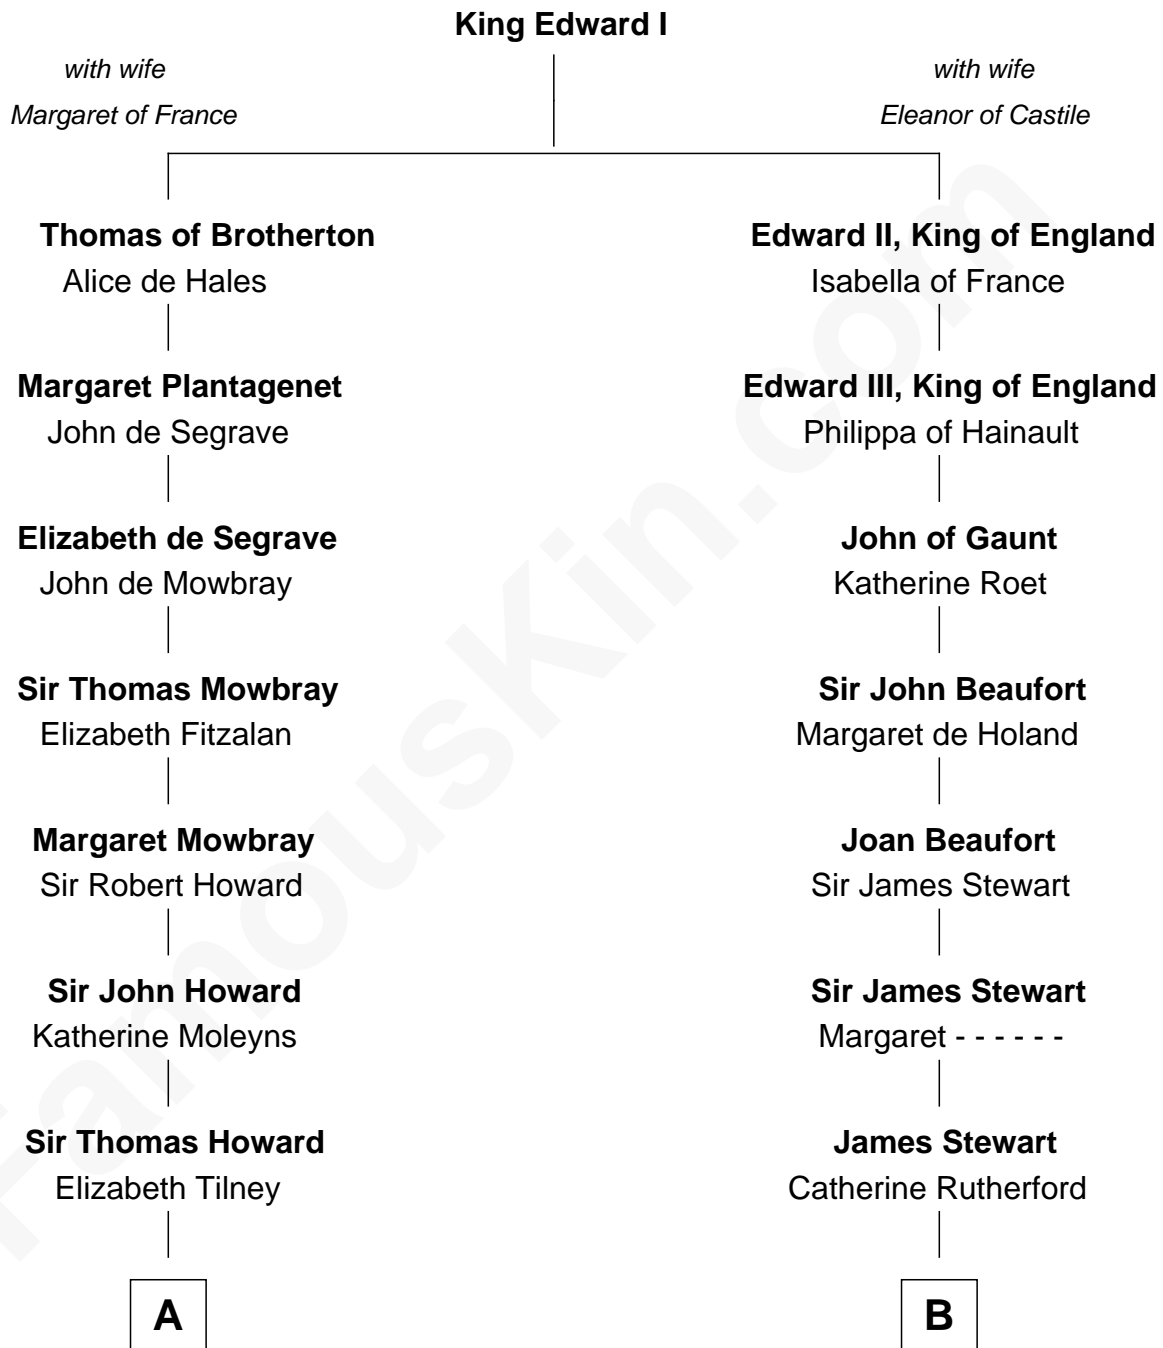 King Edward I
with wife
Margaret of France
with wife
Eleanor of Castile
Thomas of Brotherton
Alice de Hales
Edward II, King of England
Isabella of France
Margaret Plantagenet
John de Segrave
Edward III, King of England
Philippa of Hainault
Elizabeth de Segrave
John de Mowbray
John of Gaunt
Katherine Roet
Sir Thomas Mowbray
Elizabeth Fitzalan
Sir John Beaufort
Margaret de Holand
Margaret Mowbray
Sir Robert Howard
Joan Beaufort
Sir James Stewart
Sir John Howard
Katherine Moleyns
Sir James Stewart
Margaret - - - - - -
Sir Thomas Howard
Elizabeth Tilney
James Stewart
Catherine Rutherford
A
B
FamousKin.com